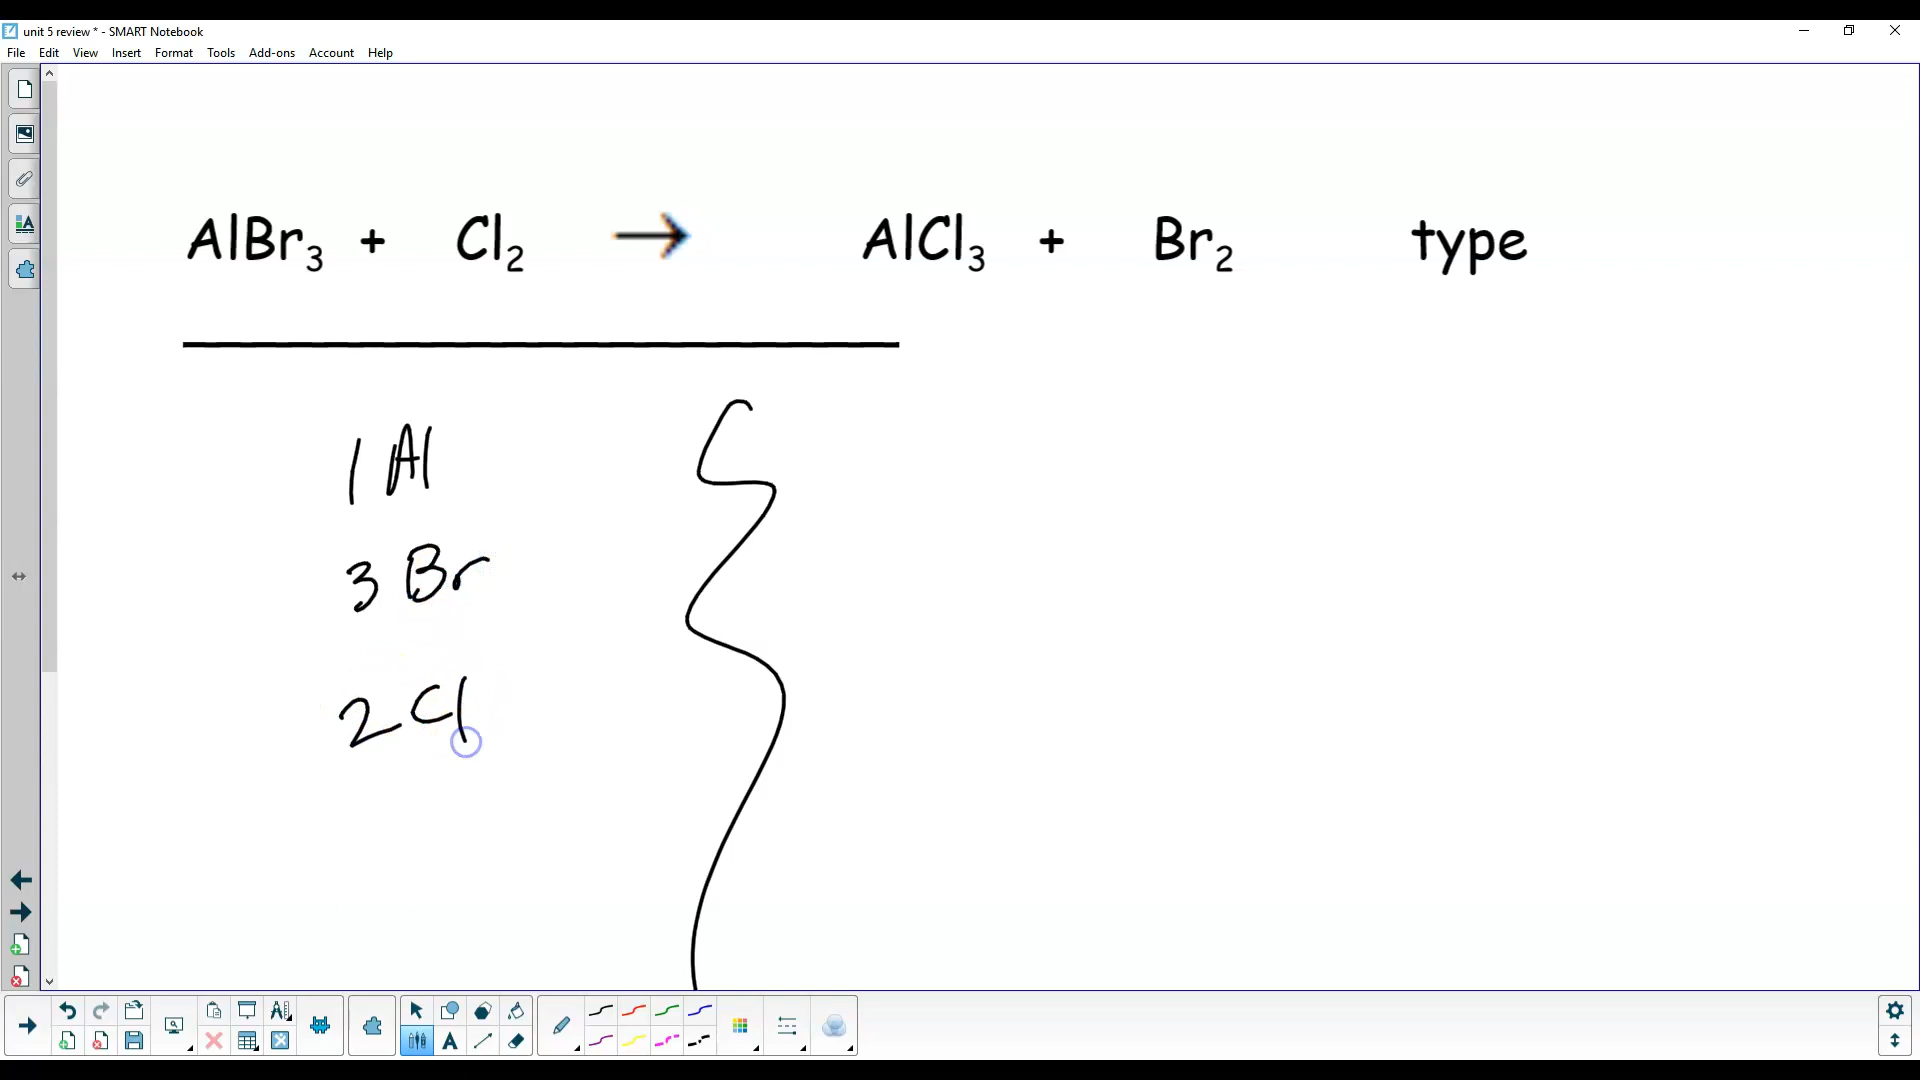 unit 5 review * - SMART Notebook
File Edit View Insert Format Tools Add-ons Account Help
AlBr₃ + Cl₂ → AlCl₃ + Br₂ type
1 Al
3 Br
2 Cl